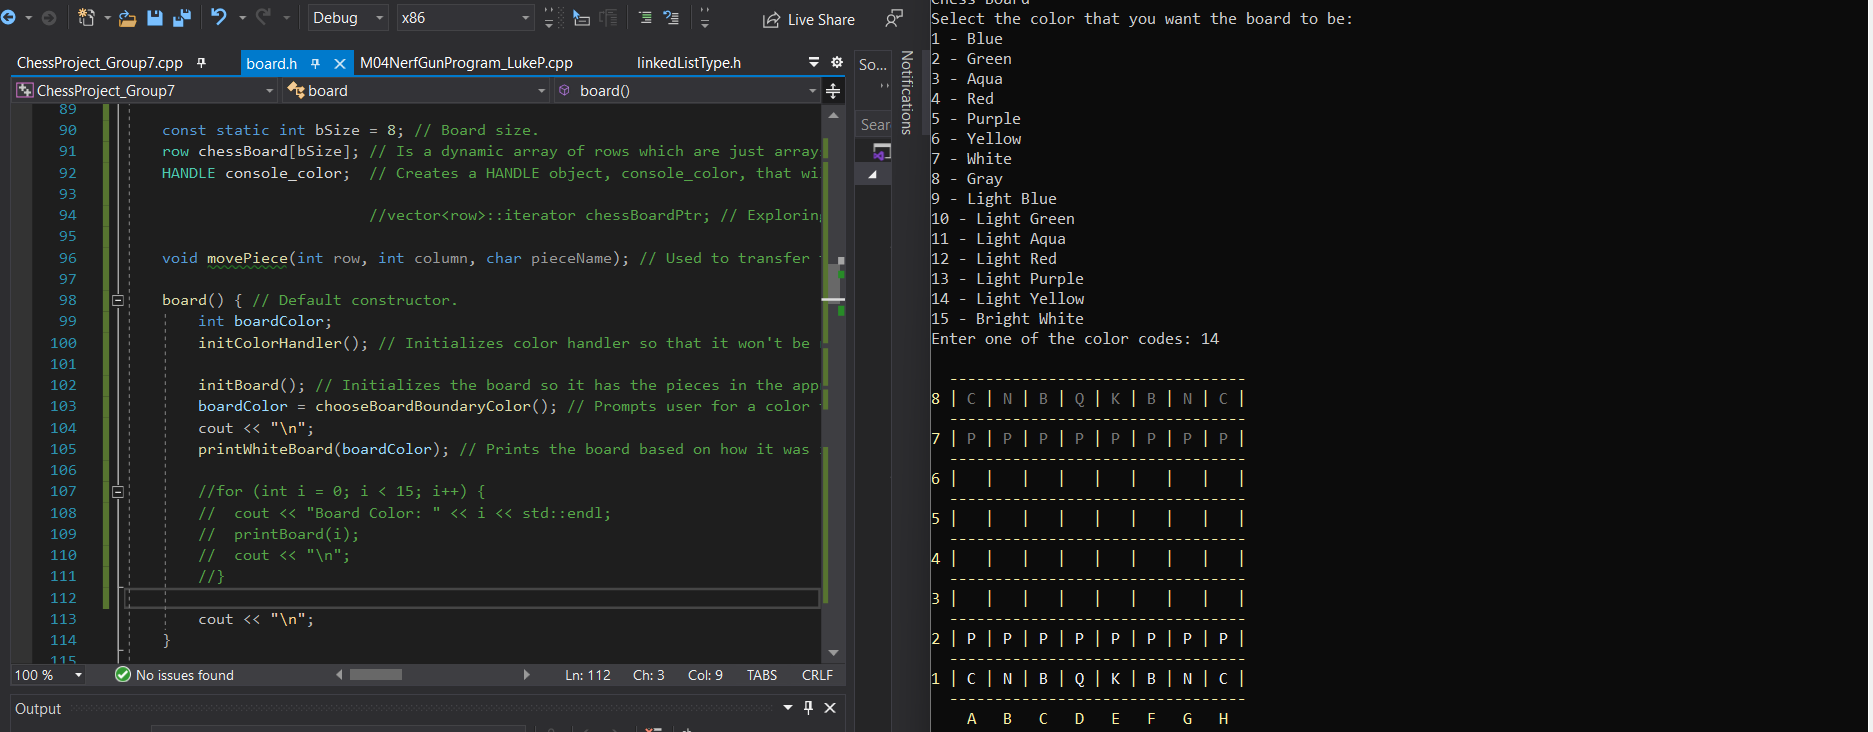 Debug
x86
Live Share
ChessProject_Group7.cpp
board.h
M04NerfGunProgram_LukeP.cpp
linkedListType.h
So...
Notifications
ChessProject_Group7
board
board()
Sear
89
90 const static int bSize = 8; // Board size.
91 row chessBoard[bSize]; // Is a dynamic array of rows which are just array
92 HANDLE console_color;  // Creates a HANDLE object, console_color, that wi
93
94 //vector<row>::iterator chessBoardPtr; // Exploring
95
96 void movePiece(int row, int column, char pieceName); // Used to transfer
97
98 board() { // Default constructor.
99 int boardColor;
100 initColorHandler(); // Initializes color handler so that it won't be
101
102 initBoard(); // Initializes the board so it has the pieces in the app
103 boardColor = chooseBoardBoundaryColor(); // Prompts user for a color
104 cout << "\n";
105 printWhiteBoard(boardColor); // Prints the board based on how it was
106
107 //for (int i = 0; i < 15; i++) {
108 //  cout << "Board Color: " << i << std::endl;
109 //  printBoard(i);
110 //  cout << "\n";
111 //}
112
113 cout << "\n";
114 }
115
100 %
No issues found
Ln: 112 Ch: 3 Col: 9 TABS CRLF
Output
Chess Board
Select the color that you want the board to be:
1 - Blue
2 - Green
3 - Aqua
4 - Red
5 - Purple
6 - Yellow
7 - White
8 - Gray
9 - Light Blue
10 - Light Green
11 - Light Aqua
12 - Light Red
13 - Light Purple
14 - Light Yellow
15 - Bright White
Enter one of the color codes: 14
---------------------------------
8 | C | N | B | Q | K | B | N | C |
---------------------------------
7 | P | P | P | P | P | P | P | P |
---------------------------------
6 |   |   |   |   |   |   |   |   |
---------------------------------
5 |   |   |   |   |   |   |   |   |
---------------------------------
4 |   |   |   |   |   |   |   |   |
---------------------------------
3 |   |   |   |   |   |   |   |   |
---------------------------------
2 | P | P | P | P | P | P | P | P |
---------------------------------
1 | C | N | B | Q | K | B | N | C |
---------------------------------
A B C D E F G H